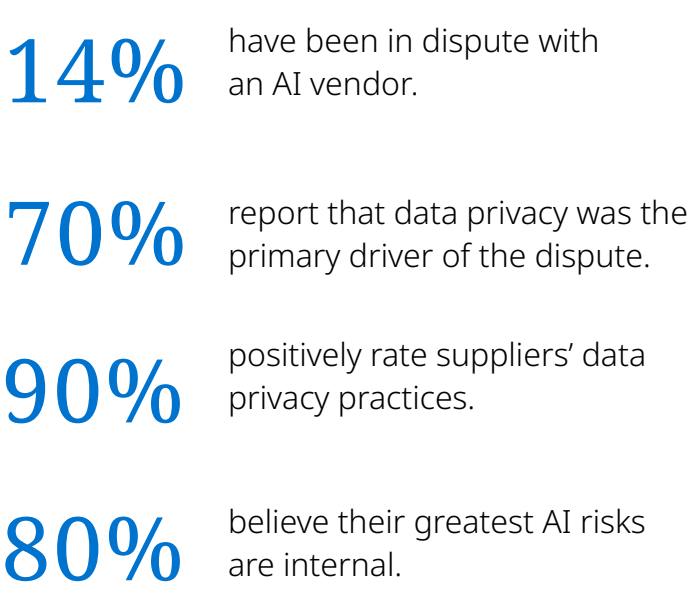 14%
have been in dispute with
an AI vendor.
70%
report that data privacy was the
primary driver of the dispute.
90%
positively rate suppliers’ data
privacy practices.
80%
believe their greatest AI risks
are internal.